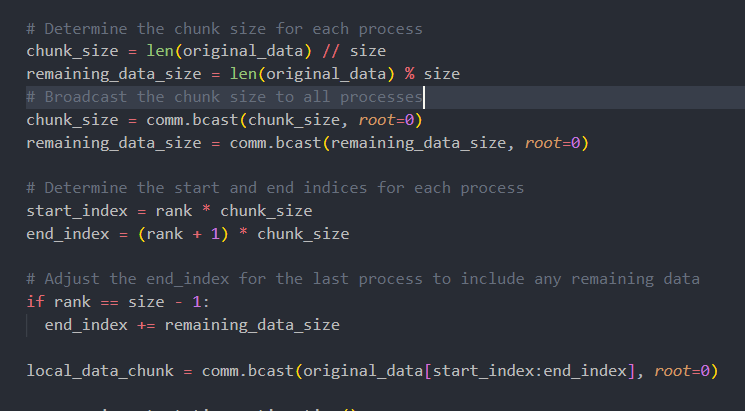 # Determine the chunk size for each process
chunk_size = len(original_data) // size
remaining_data_size = len(original_data) % size
# Broadcast the chunk size to all processes
chunk_size = comm.bcast(chunk_size, root=0)
remaining_data_size = comm.bcast(remaining_data_size, root=0)
# Determine the start and end indices for each process
start_index = rank * chunk_size
end_index = (rank + 1) * chunk_size
# Adjust the end_index for the last process to include any remaining data
if rank == size - 1:
end_index += remaining_data_size
local_data_chunk = comm.bcast(original_data[start_index:end_index], root=0)